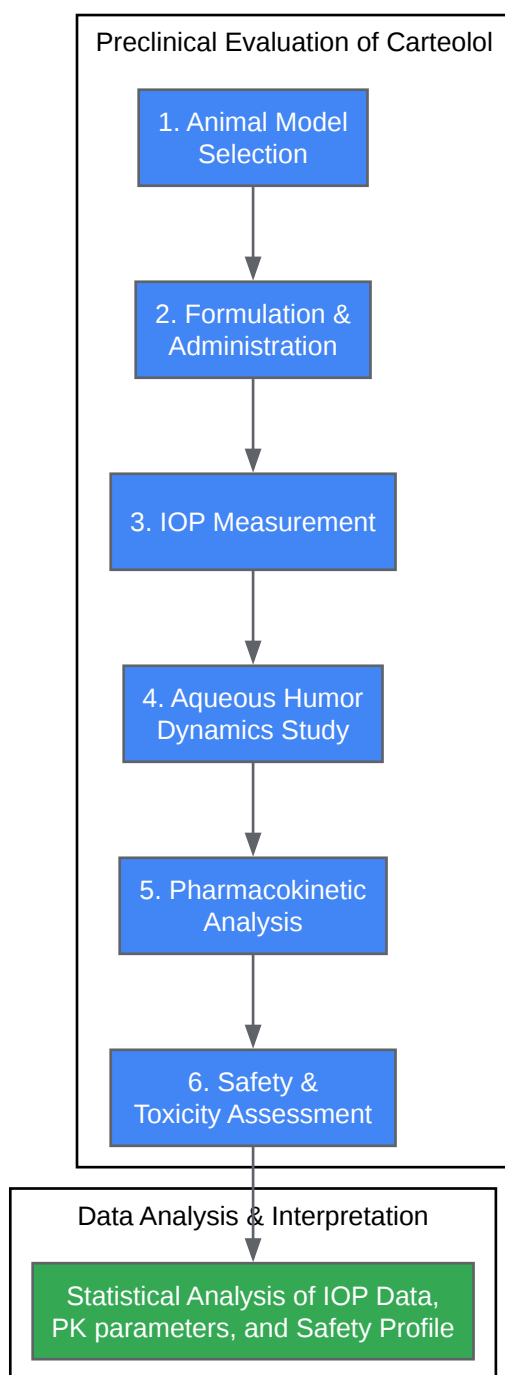 Preclinical Evaluation of Carteolol
1. Animal Model
Selection
2. Formulation &
Administration
3. IOP Measurement
4. Aqueous Humor
Dynamics Study
5. Pharmacokinetic
Analysis
6. Safety &
Toxicity Assessment
Data Analysis & Interpretation
Statistical Analysis of IOP Data,
PK parameters, and Safety Profile